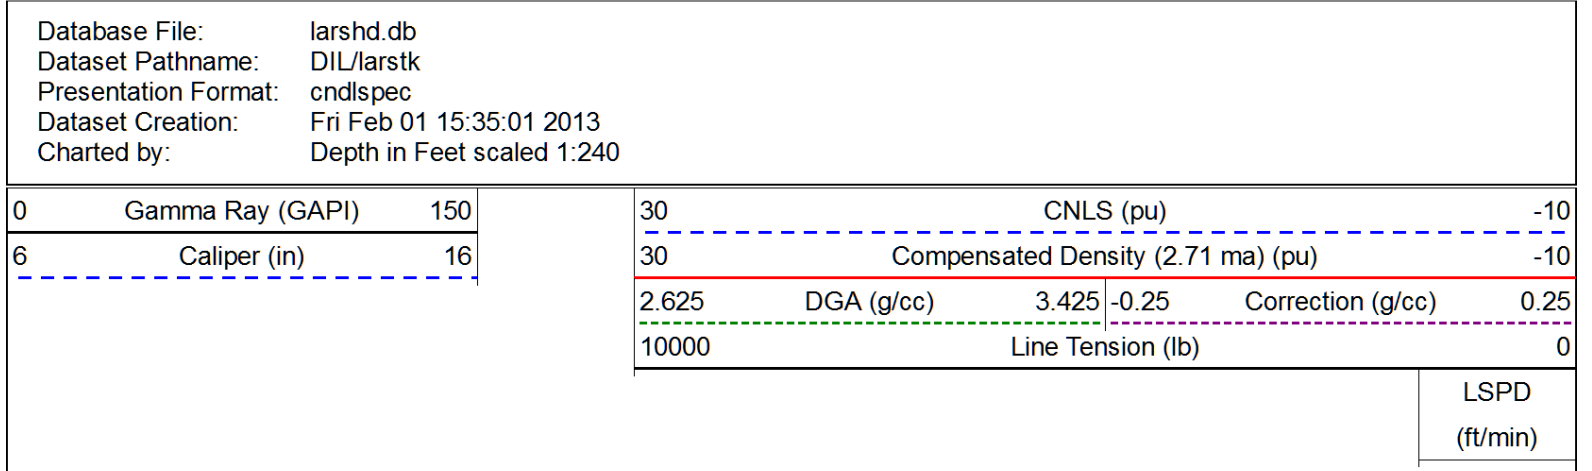 Database File: larshd.db
Dataset Pathname: DIL/larstk
Presentation Format: cndlspec
Dataset Creation: Fri Feb 01 15:35:01 2013
Charted by: Depth in Feet scaled 1:240
0 Gamma Ray (GAPI) 150 30 CNLS (pu) -10
6 Caliper (in) 16 30 Compensated Density (2.71 ma) (pu) -10
2.625 DGA (g/cc) 3.425 -0.25 Correction (g/cc) 0.25
10000 Line Tension (lb) 0
LSPD
(ft/min)